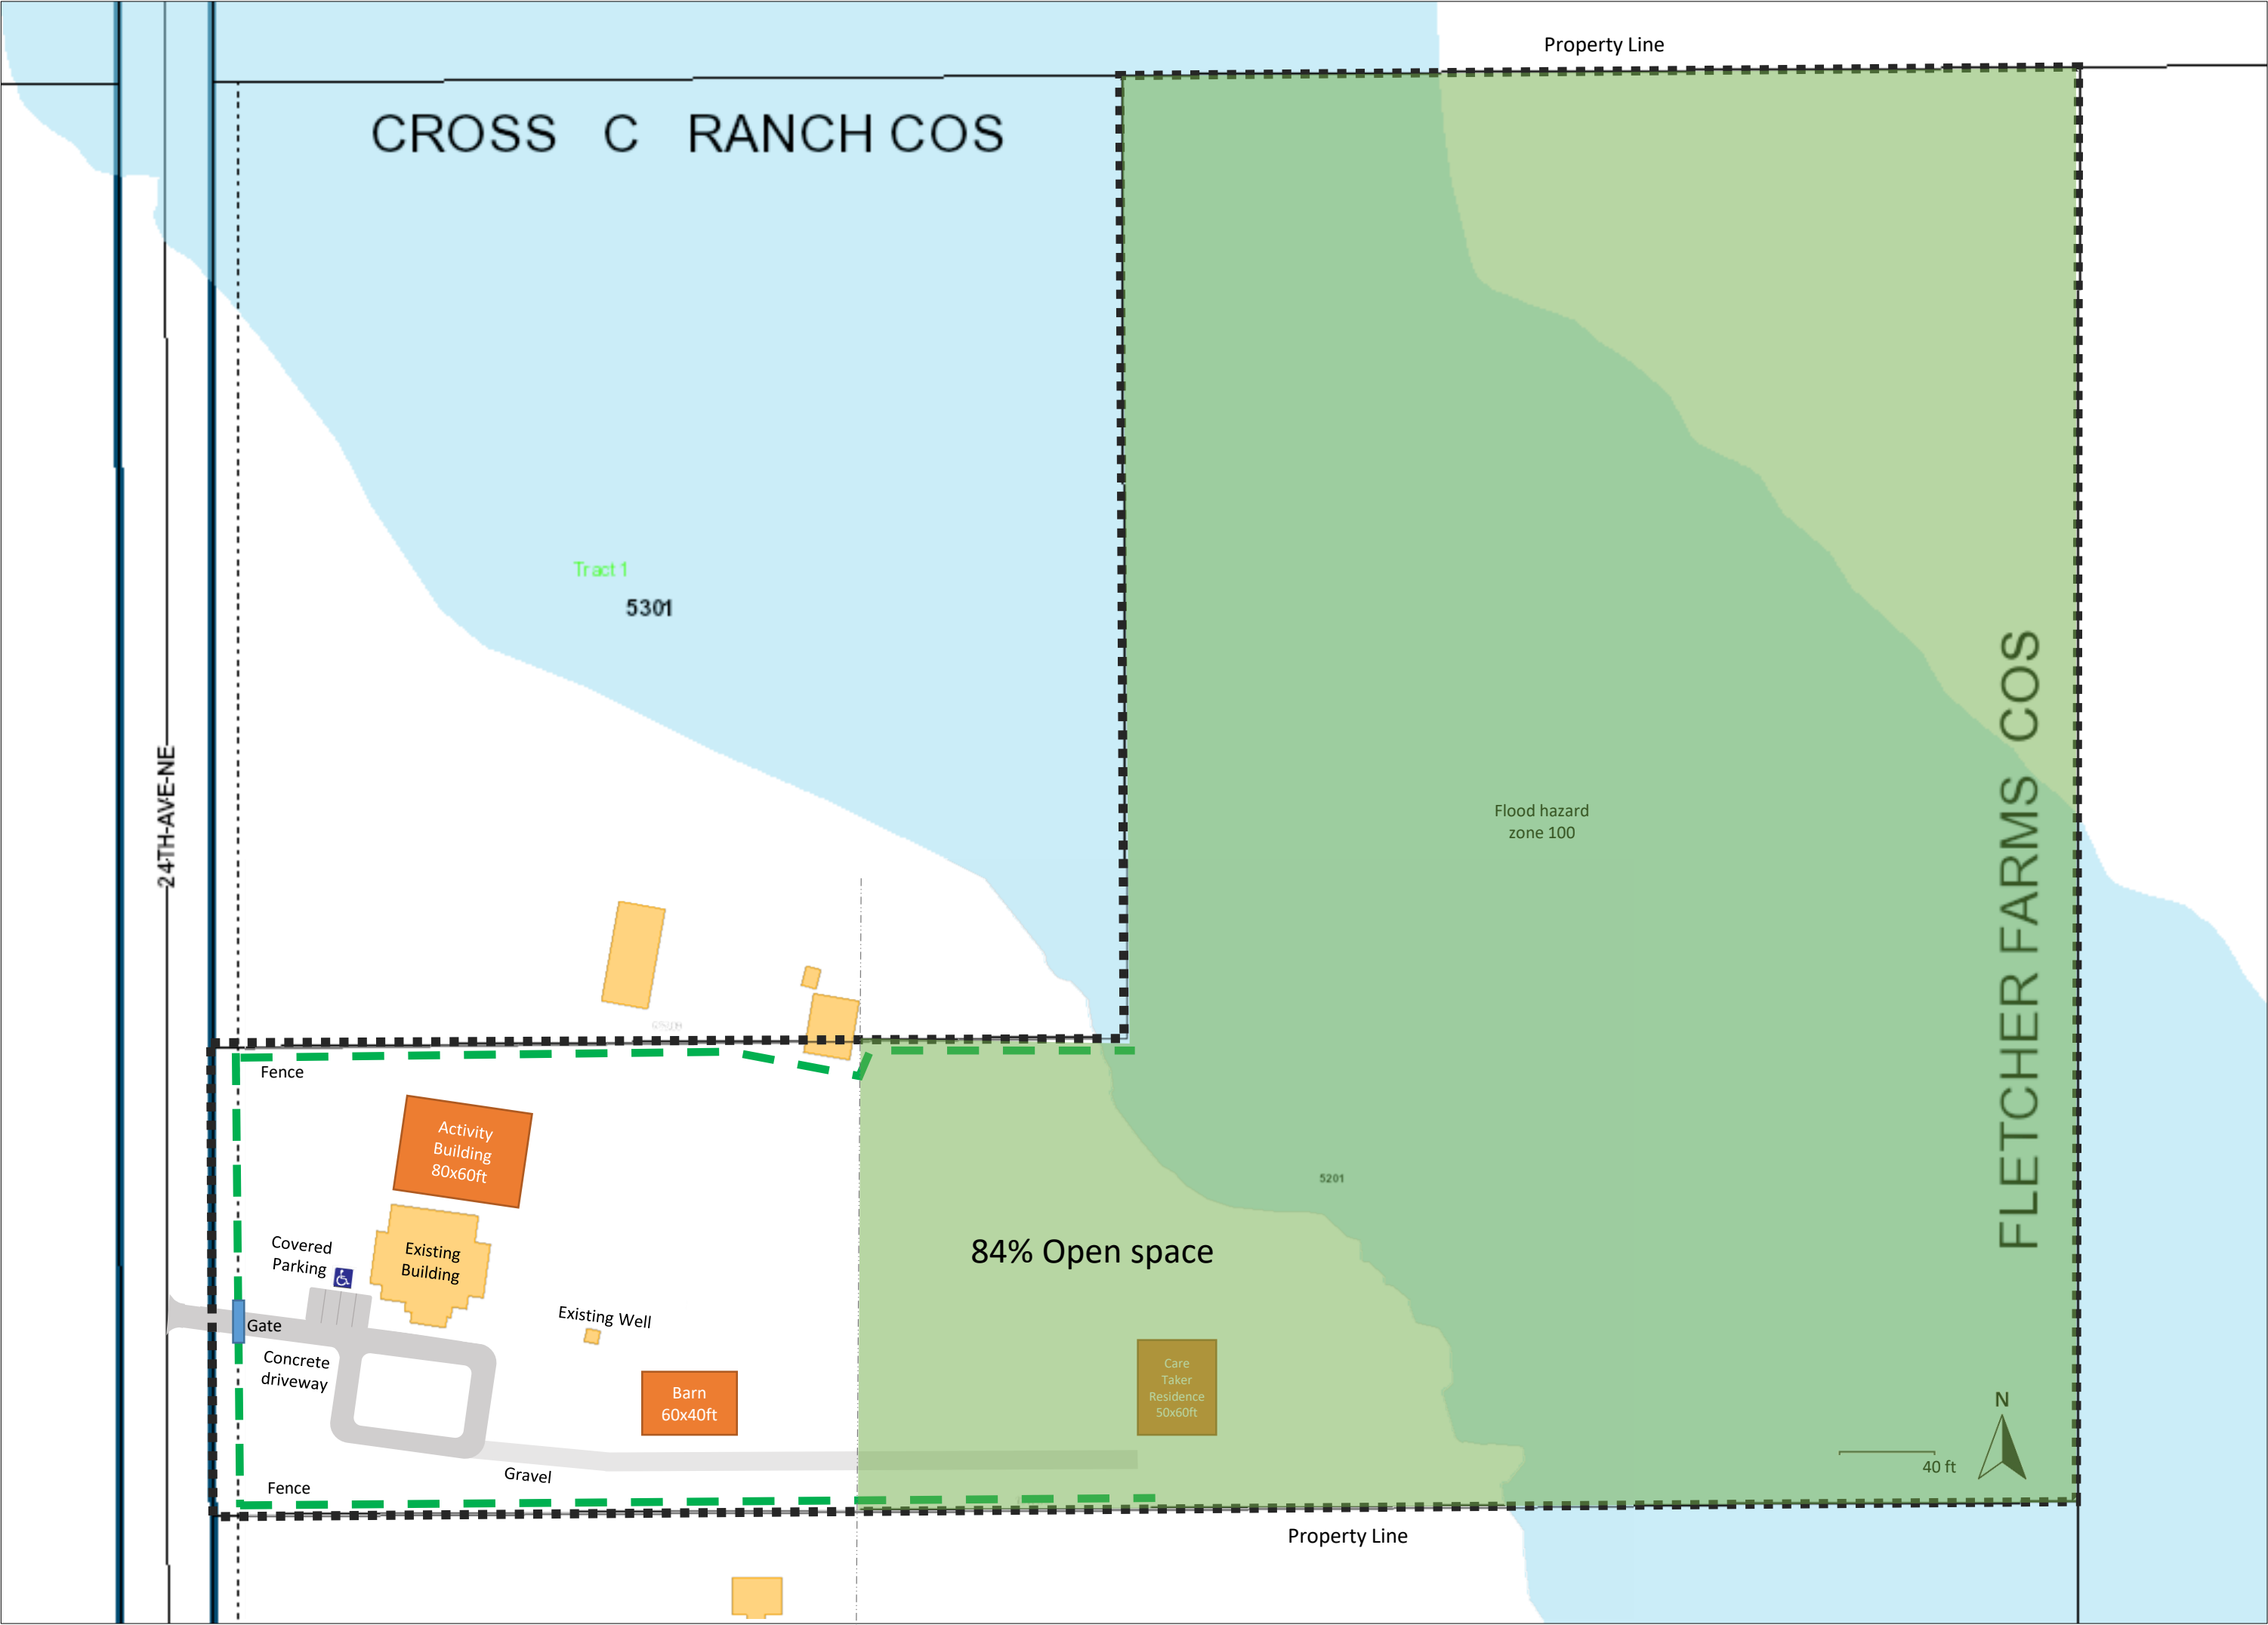 Property Line
CROSS C RANCH COS
Tract 1
5301
24TH-AVE-NE
Flood hazard
zone 100
FLETCHER FARMS COS
Fence
Activity
Building
80x60ft
5201
Covered
Parking
Existing
Building
84% Open space
Existing Well
Gate
Concrete
driveway
Care
Taker
Residence
50x60ft
Barn
60x40ft
N
40 ft
Gravel
Fence
Property Line